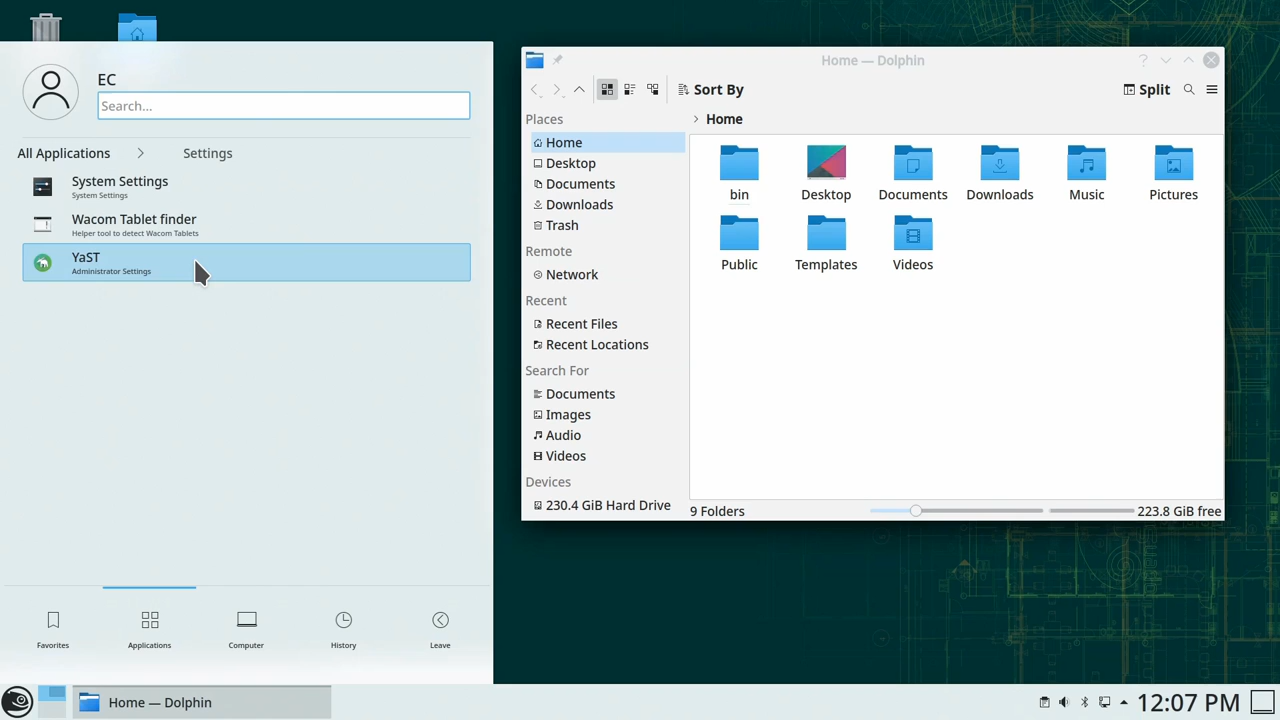 EC
Search...
All Applications
Settings
System Settings
System Settings
Wacom Tablet finder
Helper tool to detect Wacom Tablets
YaST
Administrator Settings
Favorites
Applications
Computer
History
Leave
Home — Dolphin
Sort By
Split
Places
Home
Desktop
Documents
Downloads
Trash
Remote
Network
Recent
Recent Files
Recent Locations
Search For
Documents
Images
Audio
Videos
Devices
230.4 GiB Hard Drive
Home
bin
Desktop
Documents
Downloads
Music
Pictures
Public
Templates
Videos
9 Folders
223.8 GiB free
Home — Dolphin
12:07 PM